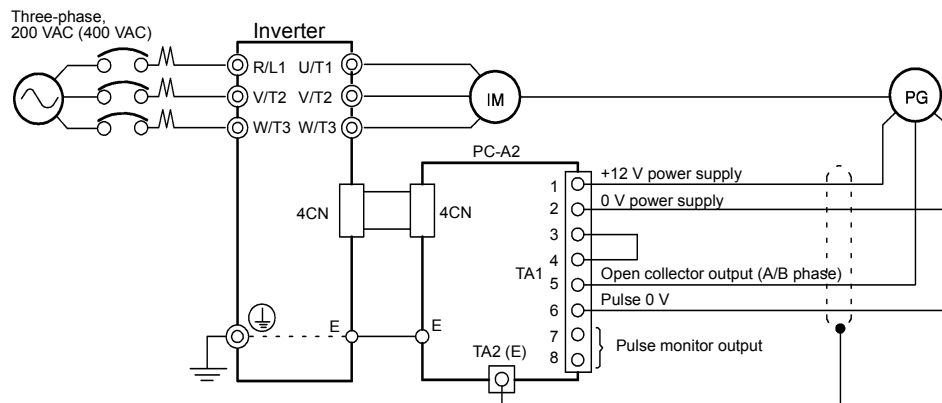 Three-phase,
200 VAC (400 VAC)
Inverter
R/L1 U/T1
V/T2 V/T2
W/T3 W/T3
IM
PG
PC-A2
4CN
4CN
1 +12 V power supply
2 0 V power supply
3
4
TA1
5 Open collector output (A/B phase)
6 Pulse 0 V
7
Pulse monitor output
8
E
E
TA2 (E)